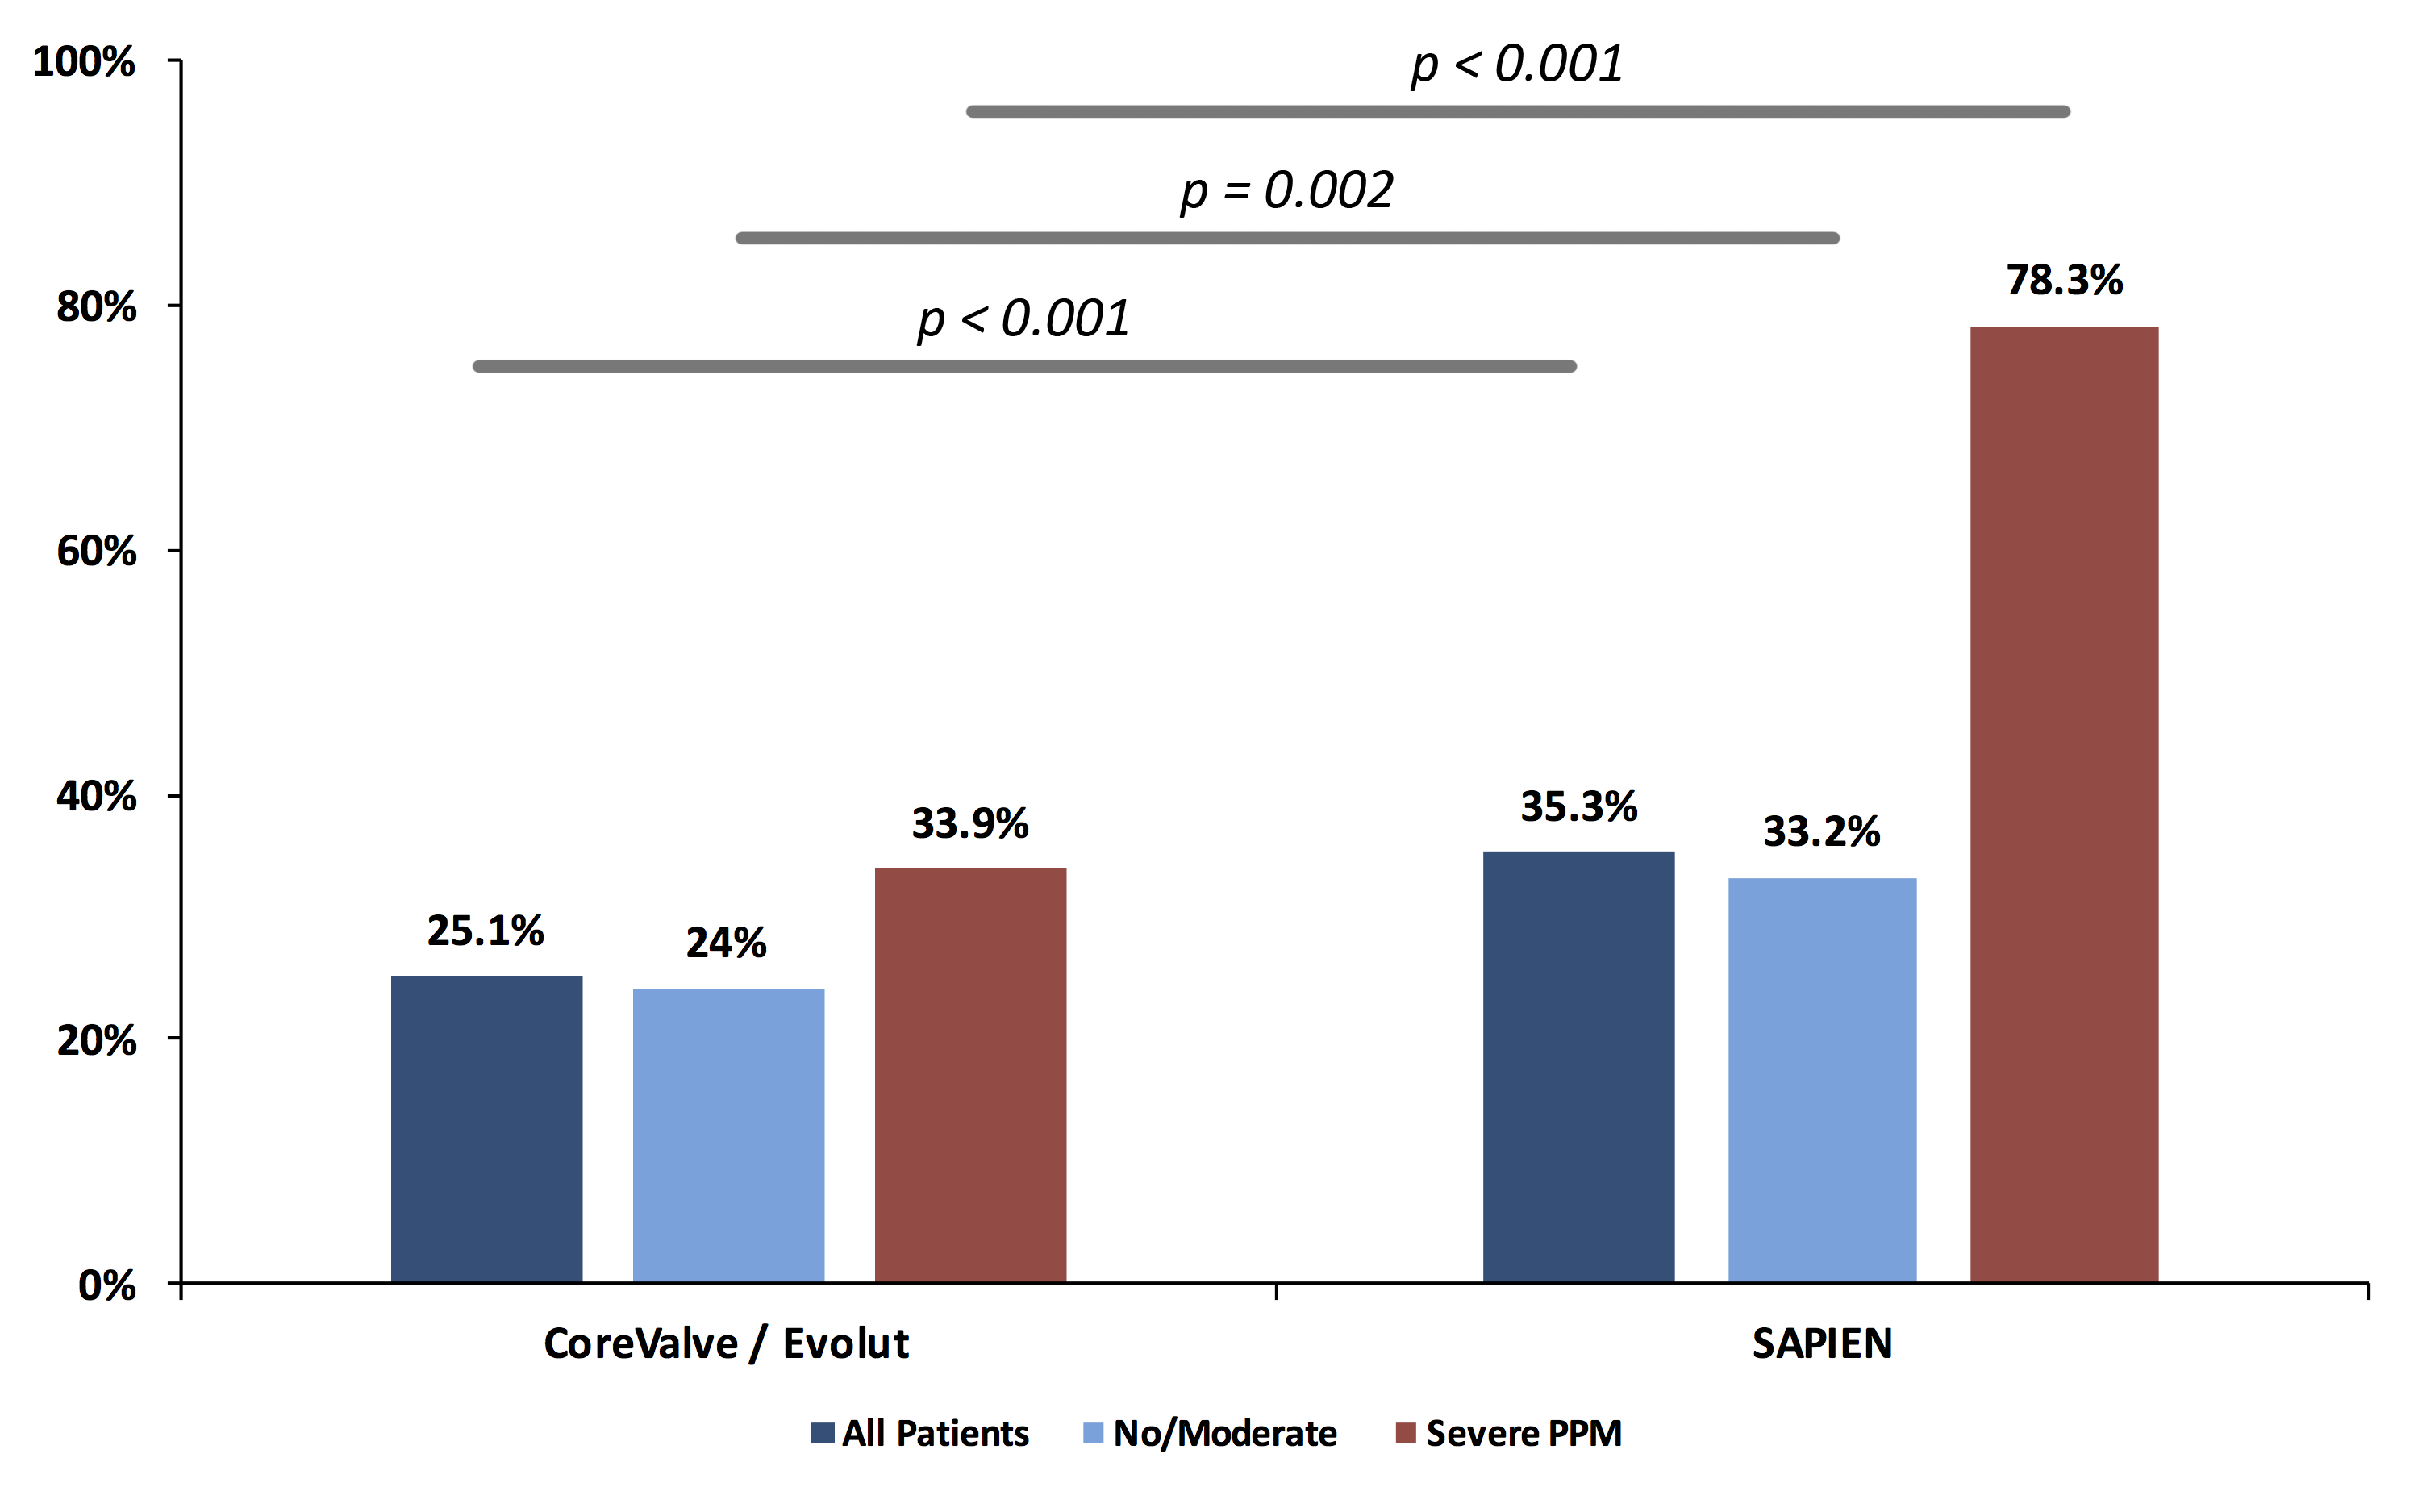 100%
p < 0.001
p = 0.002
80%
78.3%
p < 0.001
60%
40%
33.9%
35.3%
33.2%
25.1%
24%
20%
0%
CoreValve / Evolut
SAPIEN
All Patients
No/Moderate
Severe PPM